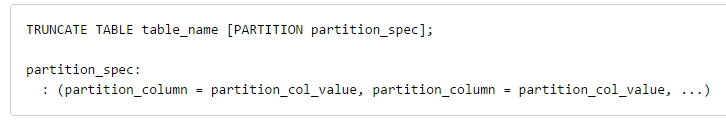 TRUNCATE TABLE table_name [PARTITION partition_spec];
partition_spec:
: (partition_column = partition_col_value, partition_column = partition_col_value, ...)